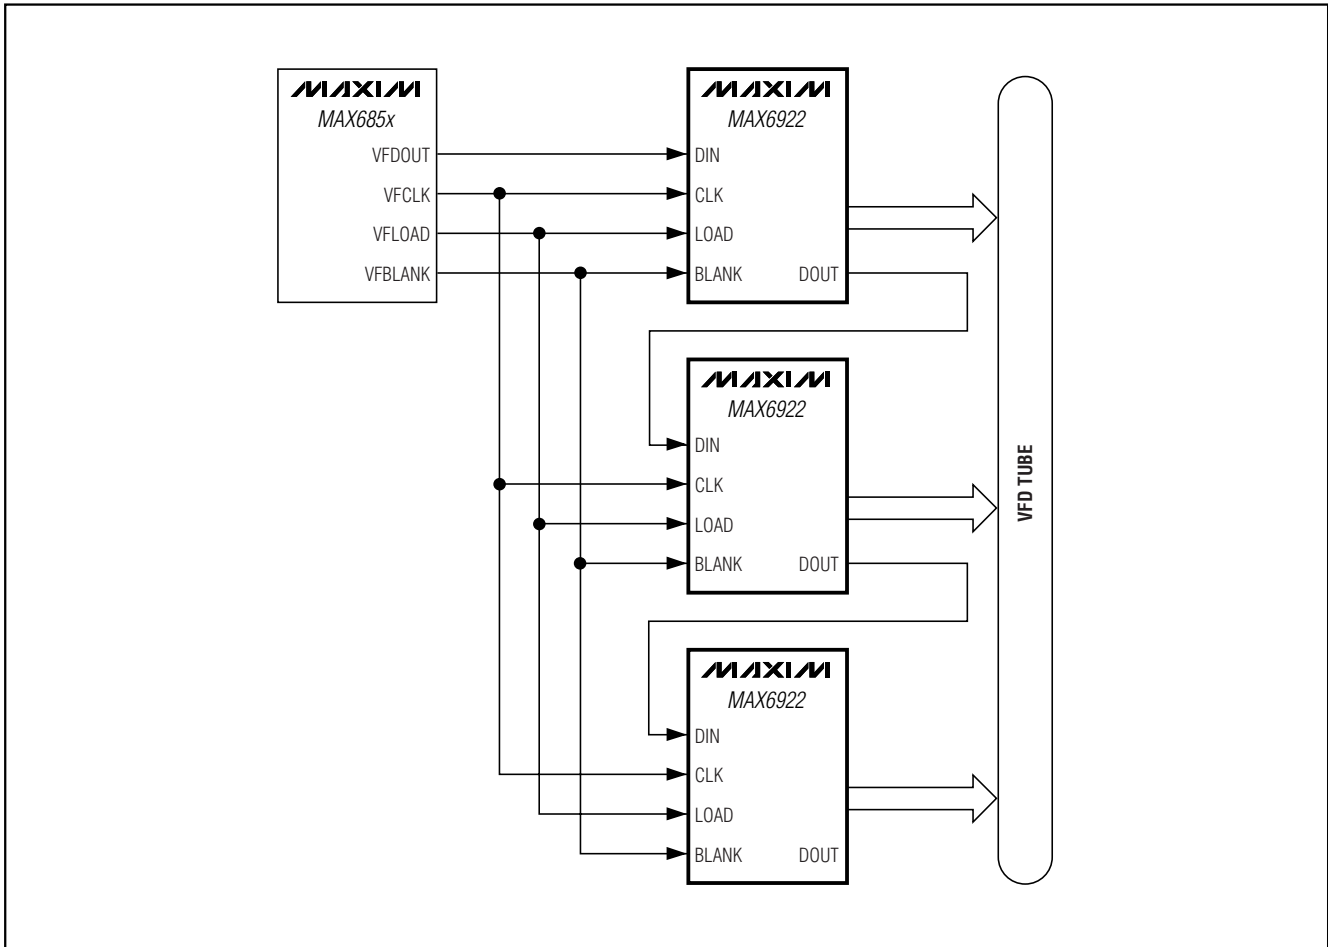 MAXIM
MAX685x
VFDOUT
VFCLK
VFLOAD
VFBLANK
MAXIM
MAX6922
DIN
CLK
LOAD
BLANK DOUT
MAXIM
MAX6922
DIN
CLK
LOAD
BLANK DOUT
MAXIM
MAX6922
DIN
CLK
LOAD
BLANK DOUT
VFD TUBE